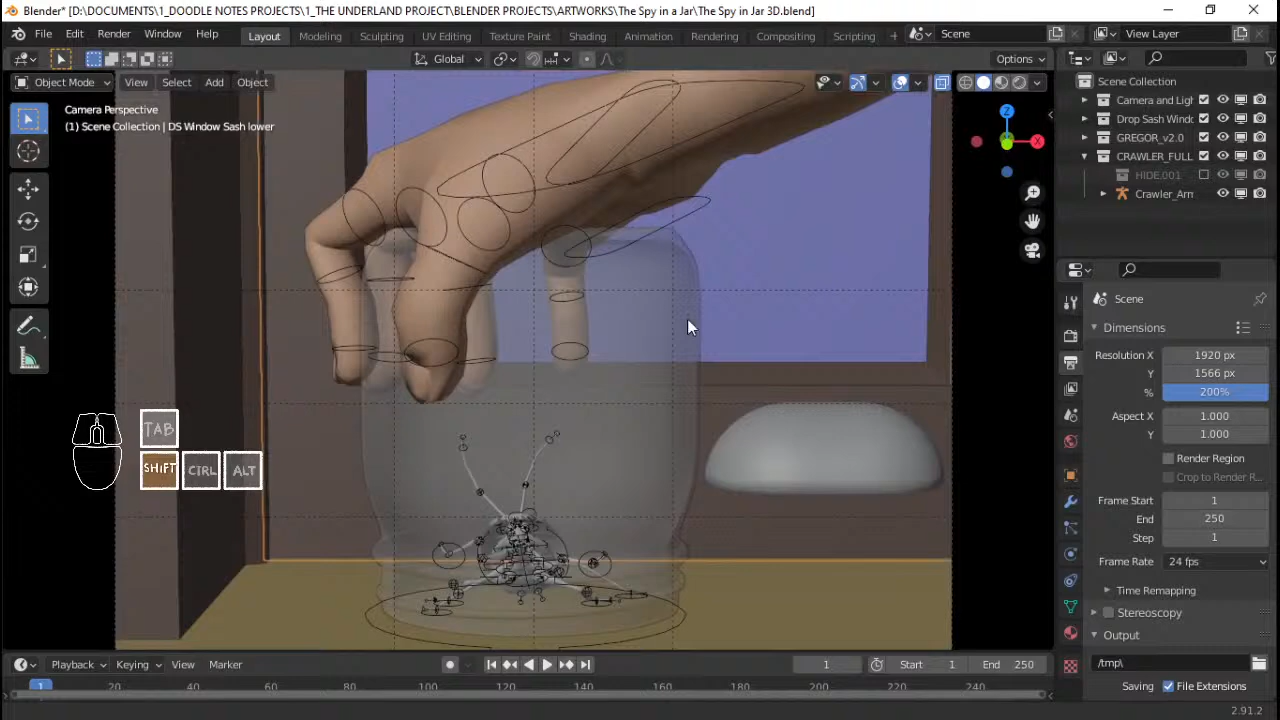 Blender* [D:\DOCUMENTS\1_DOODLE NOTES PROJECTS\1_THE UNDERLAND PROJECT\ARTWORKS\The Spy in a Jar\The Spy in Jar 3D.blend]
File Edit Render Window Help Layout Modeling Sculpting UV Editing Texture Paint Shading Animation Rendering Compositing Scripting + Scene View Layer
Global Options
Object Mode View Select Add Object
Camera Perspective
(1) Scene Collection | DS Window Sash lower
Z
X
TAB
SHIFT CTRL ALT
Scene Collection
Camera and Ligh
Drop Sash Windo
GREGOR_v2.0
CRAWLER_FULL
HIDE.001
Crawler_Arm
Scene
Dimensions
Resolution X 1920 px
Y 1566 px
% 200%
Aspect X 1.000
Y 1.000
Render Region
Crop to Render R...
Frame Start 1
End 250
Step 1
Frame Rate 24 fps
Time Remapping
Stereoscopy
Output
/tmp\
Saving File Extensions
Playback Keying View Marker 1 Start 1 End 250
1 20 40 60 80 100 120 140 160 180 200 220 240
2.91.2